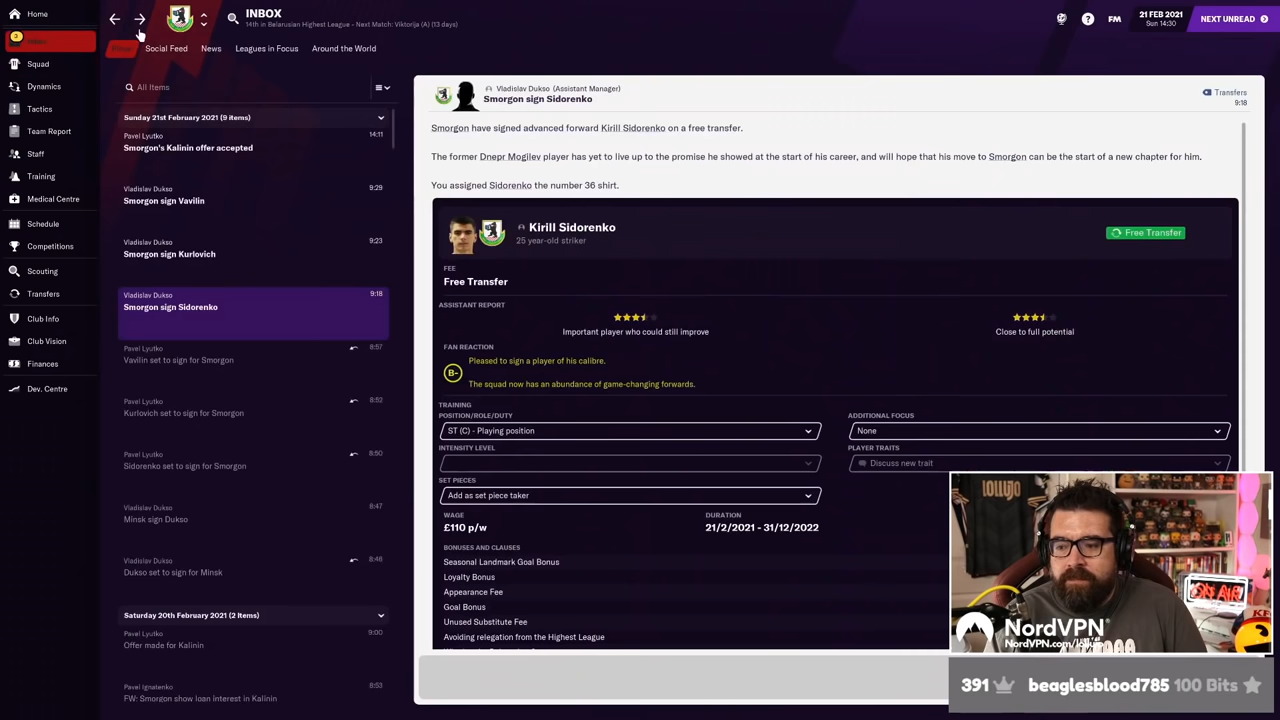 Home
INBOX
14th in Belarusian Highest League - Next Match: Viktorija (A) (13 days)
FM
21 FEB 2021
Sun 14:30
NEXT UNREAD
3
Social Feed
News
Leagues in Focus
Around the World
Squad
Dynamics
Tactics
Team Report
Staff
Training
Medical Centre
Schedule
Competitions
Scouting
Transfers
Club Info
Club Vision
Finances
Dev. Centre
All Items
Sunday 21st February 2021 (9 items)
Pavel Lyutko
14:11
Smorgon's Kalinin offer accepted
Vladislav Dukso
9:29
Smorgon sign Vavilin
Vladislav Dukso
9:23
Smorgon sign Kurlovich
Vladislav Dukso
9:18
Smorgon sign Sidorenko
Pavel Lyutko
8:57
Vavilin set to sign for Smorgon
Pavel Lyutko
8:52
Kurlovich set to sign for Smorgon
Pavel Lyutko
8:50
Sidorenko set to sign for Smorgon
Vladislav Dukso
8:47
Minsk sign Dukso
Vladislav Dukso
8:46
Dukso set to sign for Minsk
Saturday 20th February 2021 (2 Items)
Pavel Lyutko
9:00
Offer made for Kalinin
Pavel Ignatenko
8:53
FW: Smorgon show loan interest in Kalinin
Vladislav Dukso (Assistant Manager)
Smorgon sign Sidorenko
Transfers
9:18
Smorgon have signed advanced forward Kirill Sidorenko on a free transfer.
The former Dnepr Mogilev player has yet to live up to the promise he showed at the start of his career, and will hope that his move to Smorgon can be the start of a new chapter for him.
You assigned Sidorenko the number 36 shirt.
Kirill Sidorenko
25 year-old striker
Free Transfer
FEE
Free Transfer
ASSISTANT REPORT
Important player who could still improve
Close to full potential
FAN REACTION
B-
Pleased to sign a player of his calibre.
The squad now has an abundance of game-changing forwards.
TRAINING
POSITION/ROLE/DUTY
ST (C) - Playing position
ADDITIONAL FOCUS
None
INTENSITY LEVEL
PLAYER TRAITS
Discuss new trait
SET PIECES
Add as set piece taker
WAGE
£110 p/w
DURATION
21/2/2021 - 31/12/2022
BONUSES AND CLAUSES
Seasonal Landmark Goal Bonus
Loyalty Bonus
Appearance Fee
Goal Bonus
Unused Substitute Fee
Avoiding relegation from the Highest League
lollujo
ON AIR
NordVPN®
NordVPN.com/lollujo
391
beaglesblood785 100 Bits